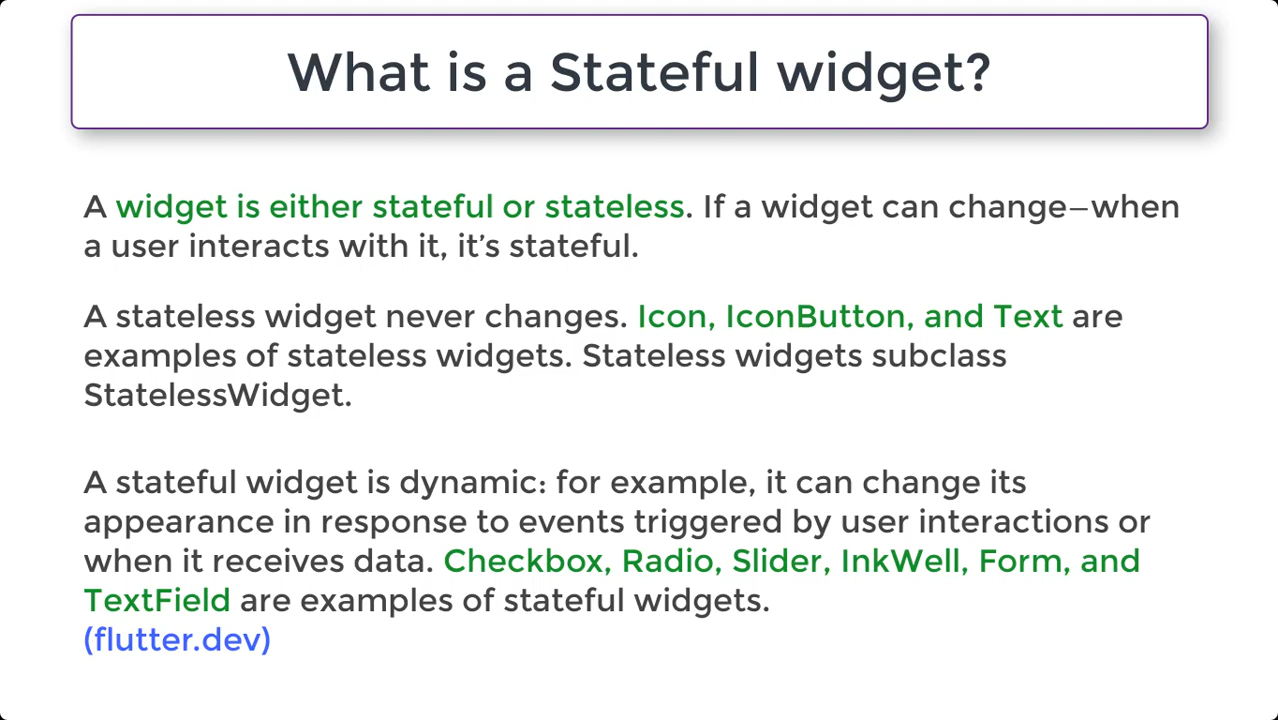 What is a Stateful widget?
A widget is either stateful or stateless. If a widget can change—when
a user interacts with it, it’s stateful.
A stateless widget never changes. Icon, IconButton, and Text are
examples of stateless widgets. Stateless widgets subclass
StatelessWidget.
A stateful widget is dynamic: for example, it can change its
appearance in response to events triggered by user interactions or
when it receives data. Checkbox, Radio, Slider, InkWell, Form, and
TextField are examples of stateful widgets.
(flutter.dev)